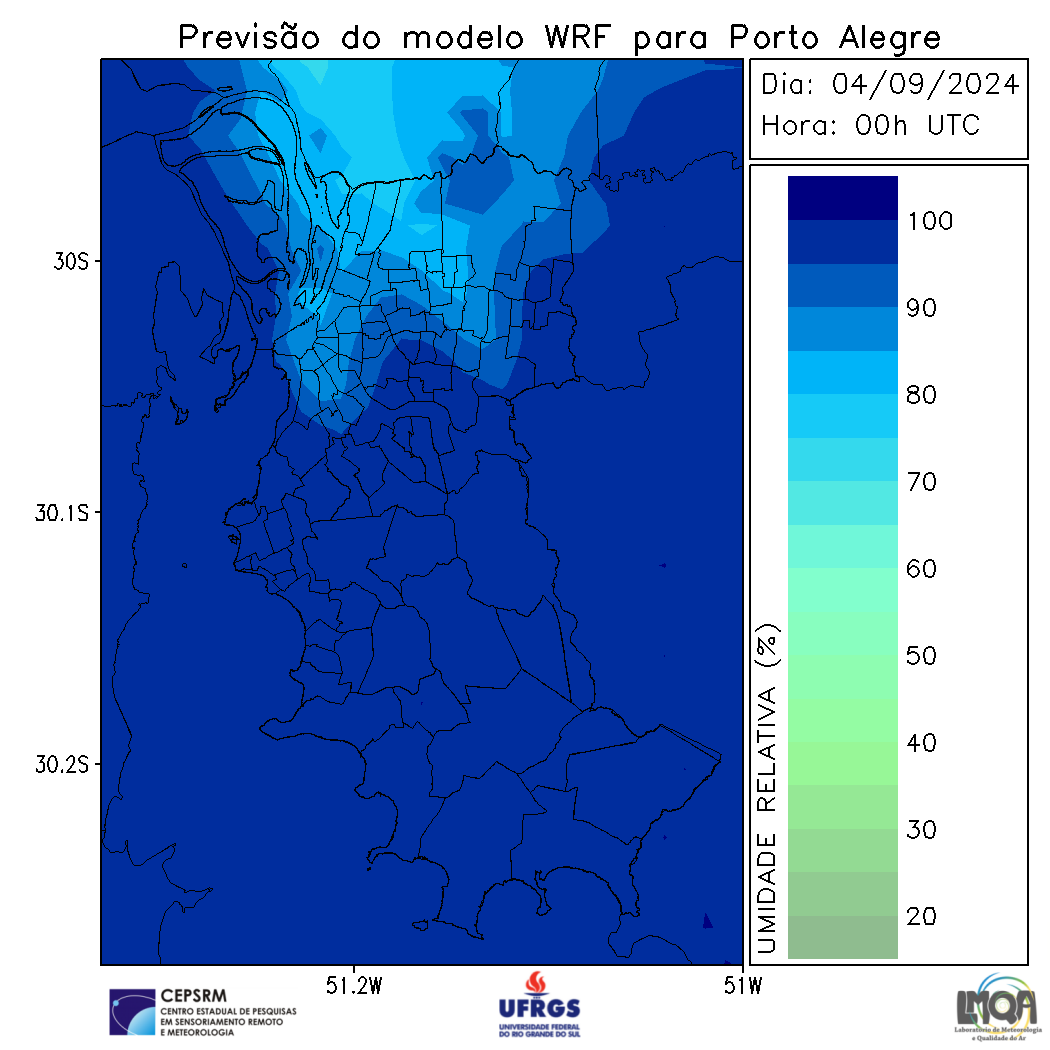 Previsão do modelo WRF para Porto Alegre
Dia: 04/09/2024
Hora: 00h UTC
30S
30.1S
30.2S
51.2W
51W
100
90
80
70
60
50
40
30
20
UMIDADE RELATIVA (%)
CEPSRM
CENTRO ESTADUAL DE PESQUISAS
EM SENSORIAMENTO REMOTO
E METEOROLOGIA
UFRGS
UNIVERSIDADE FEDERAL
DO RIO GRANDE DO SUL
LMQA
Laboratório de Meteorologia
e Qualidade do Ar